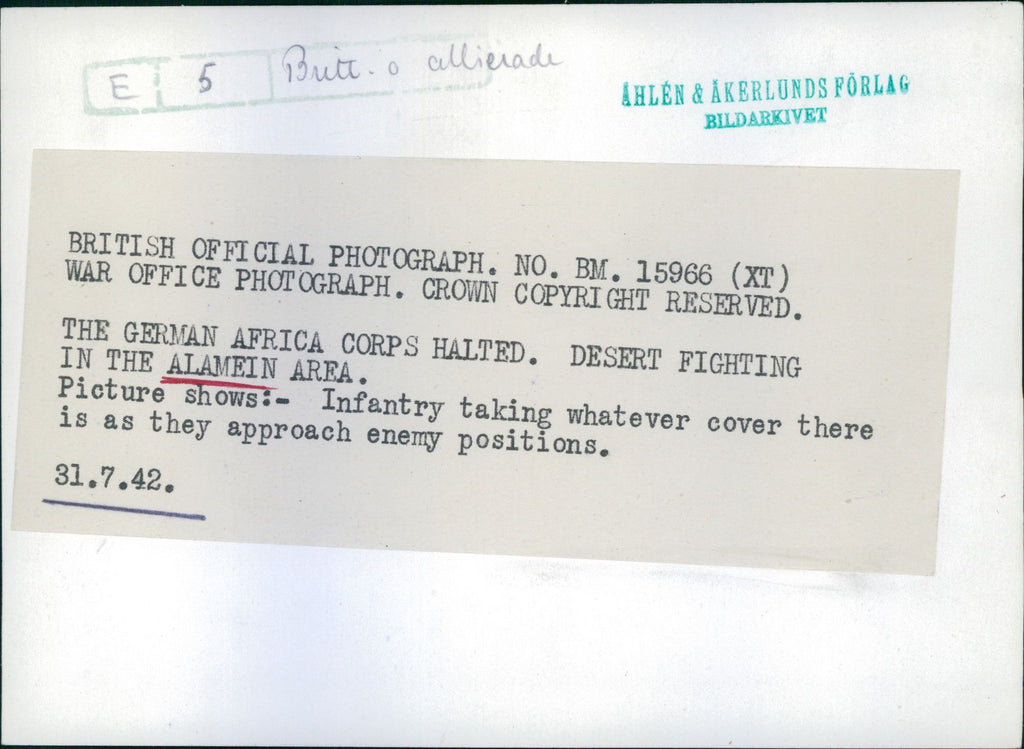 E 5 Britt. o allierade
ÅHLÉN & ÅKERLUNDS FÖRLAG
BILDARKIVET
BRITISH OFFICIAL PHOTOGRAPH. NO. BM. 15966 (XT)
WAR OFFICE PHOTOGRAPH. CROWN COPYRIGHT RESERVED.
THE GERMAN AFRICA CORPS HALTED. DESERT FIGHTING
IN THE ALAMEIN AREA.
Picture shows:- Infantry taking whatever cover there
is as they approach enemy positions.
31.7.42.